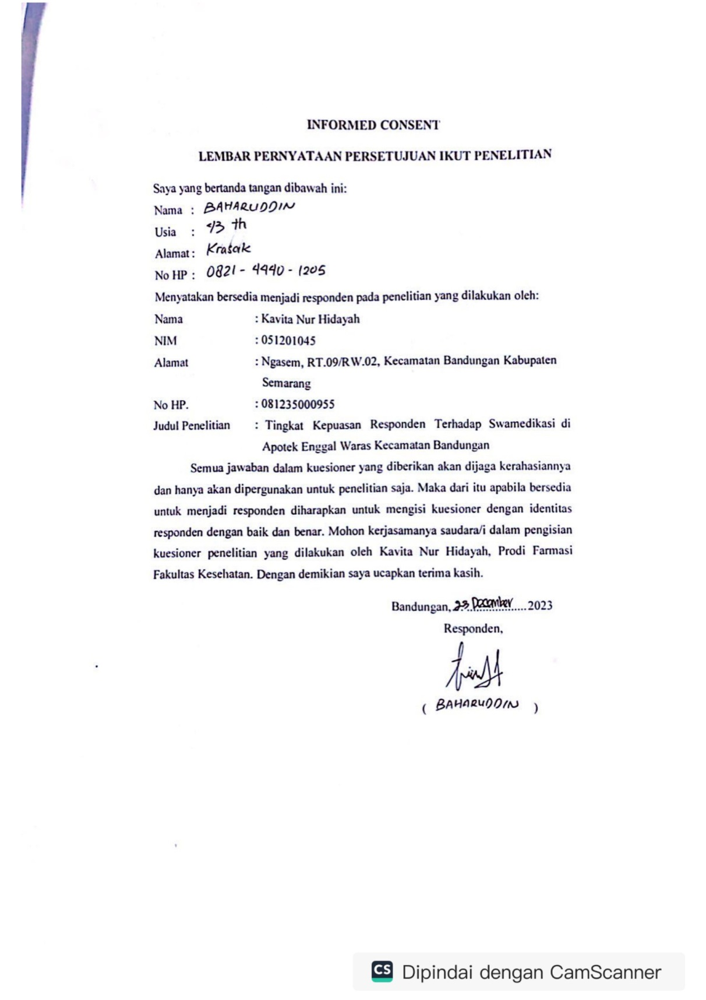 INFORMED CONSENT
LEMBAR PERNYATAAN PERSETUJUAN IKUT PENELITIAN
Saya yang bertanda tangan dibawah ini:
Nama : BAHARUDDIN
Usia : 43 th
Alamat : Krasak
No HP : 0821 - 4440 - 1205
Menyatakan bersedia menjadi responden pada penelitian yang dilakukan oleh:
Nama : Kavita Nur Hidayah
NIM : 051201045
Alamat : Ngasem, RT.09/RW.02, Kecamatan Bandungan Kabupaten
Semarang
No HP. : 081235000955
Judul Penelitian : Tingkat Kepuasan Responden Terhadap Swamedikasi di
Apotek Enggal Waras Kecamatan Bandungan
Semua jawaban dalam kuesioner yang diberikan akan dijaga kerahasiannya
dan hanya akan dipergunakan untuk penelitian saja. Maka dari itu apabila bersedia
untuk menjadi responden diharapkan untuk mengisi kuesioner dengan identitas
responden dengan baik dan benar. Mohon kerjasamanya saudara/i dalam pengisian
kuesioner penelitian yang dilakukan oleh Kavita Nur Hidayah, Prodi Farmasi
Fakultas Kesehatan. Dengan demikian saya ucapkan terima kasih.
Bandungan, 23 December 2023
Responden,
( BAHARUDDIN )
CS Dipindai dengan CamScanner